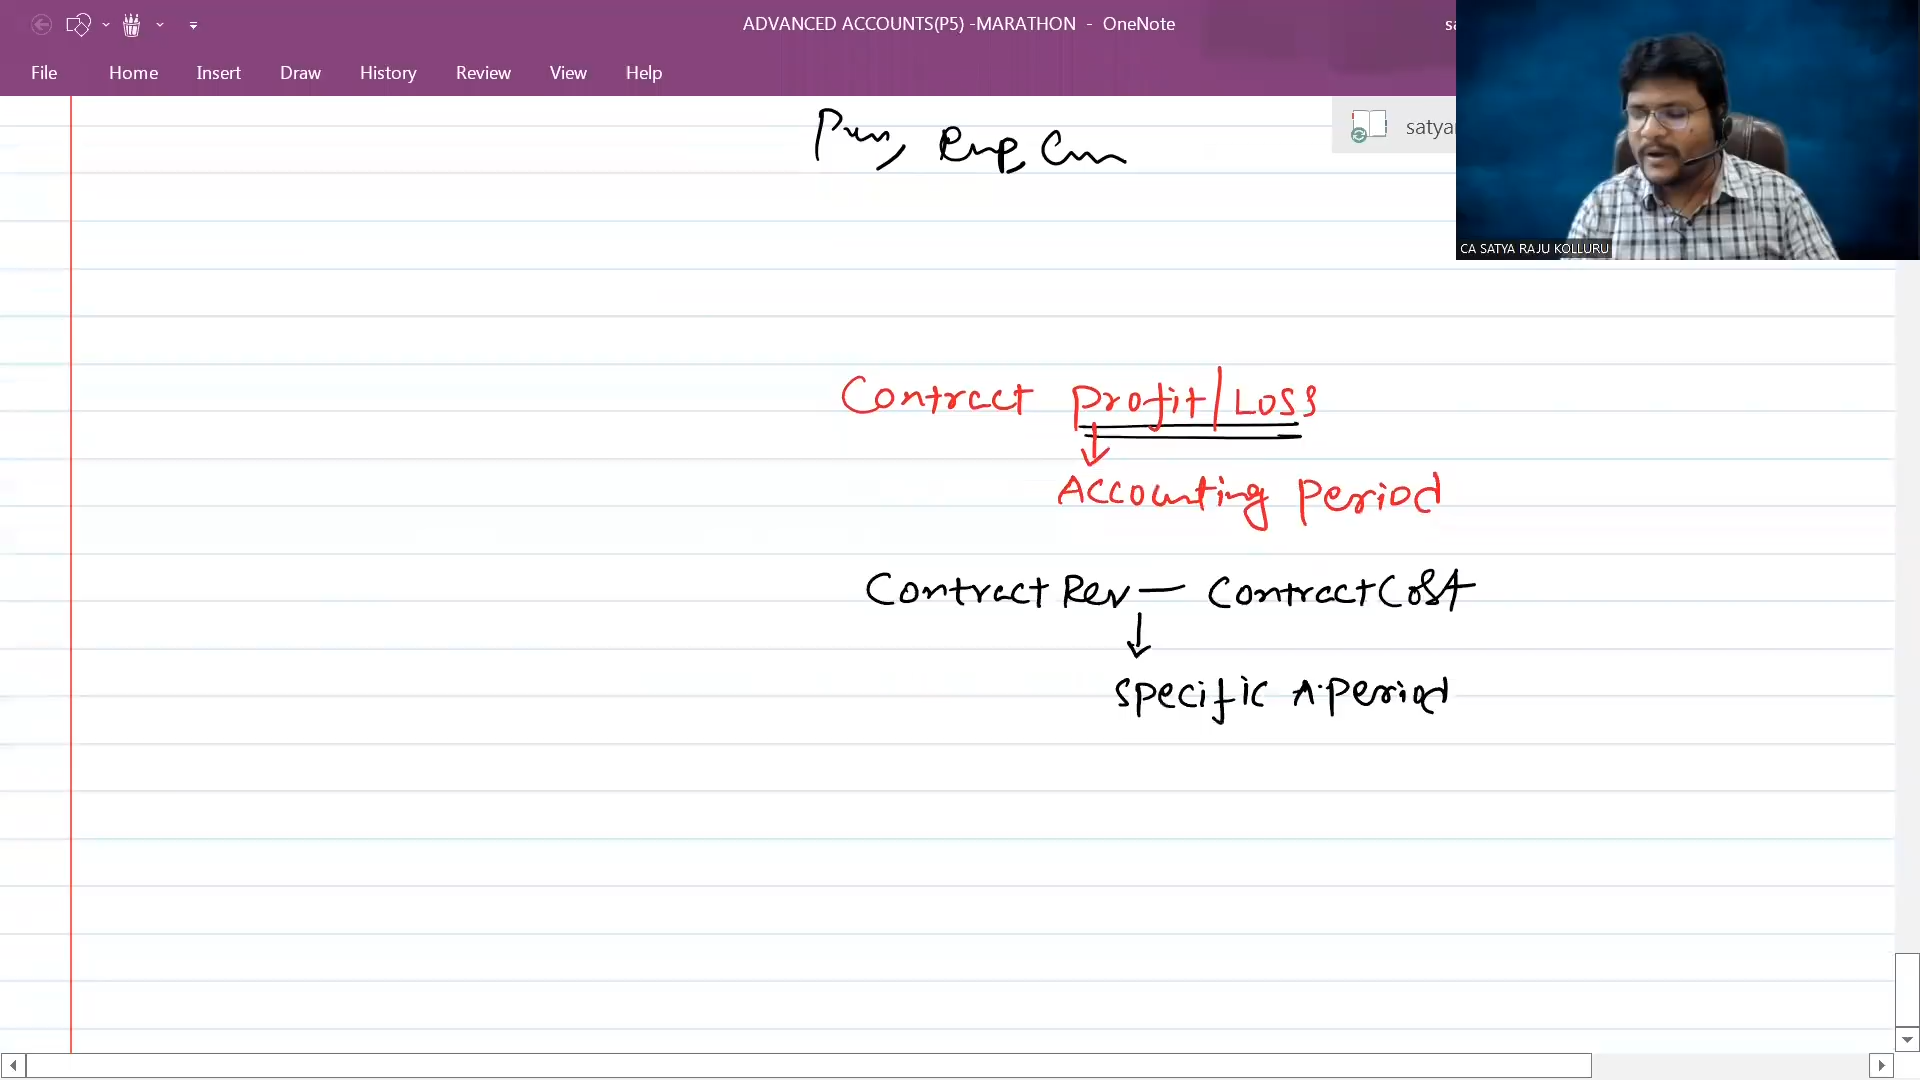 ADVANCED ACCOUNTS(P5) -MARATHON - OneNote
sa
File Home Insert Draw History Review View Help
satya
CA SATYA RAJU KOLLURU
Contract Profit/Loss
Accounting Period
Contract Rev — Contract Cost
Specific A.Period